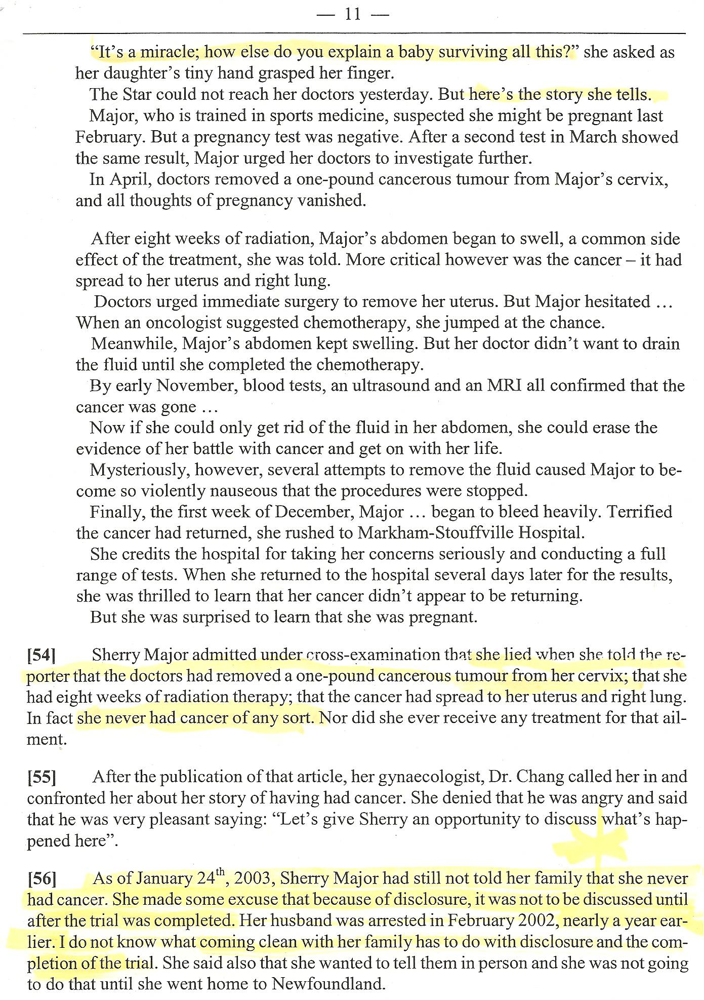 — 11 —
“It’s a miracle; how else do you explain a baby surviving all this?” she asked as
her daughter’s tiny hand grasped her finger.
The Star could not reach her doctors yesterday. But here’s the story she tells.
Major, who is trained in sports medicine, suspected she might be pregnant last
February. But a pregnancy test was negative. After a second test in March showed
the same result, Major urged her doctors to investigate further.
In April, doctors removed a one-pound cancerous tumour from Major’s cervix,
and all thoughts of pregnancy vanished.
After eight weeks of radiation, Major’s abdomen began to swell, a common side
effect of the treatment, she was told. More critical however was the cancer – it had
spread to her uterus and right lung.
Doctors urged immediate surgery to remove her uterus. But Major hesitated …
When an oncologist suggested chemotherapy, she jumped at the chance.
Meanwhile, Major’s abdomen kept swelling. But her doctor didn’t want to drain
the fluid until she completed the chemotherapy.
By early November, blood tests, an ultrasound and an MRI all confirmed that the
cancer was gone …
Now if she could only get rid of the fluid in her abdomen, she could erase the
evidence of her battle with cancer and get on with her life.
Mysteriously, however, several attempts to remove the fluid caused Major to be-
come so violently nauseous that the procedures were stopped.
Finally, the first week of December, Major … began to bleed heavily. Terrified
the cancer had returned, she rushed to Markham-Stouffville Hospital.
She credits the hospital for taking her concerns seriously and conducting a full
range of tests. When she returned to the hospital several days later for the results,
she was thrilled to learn that her cancer didn’t appear to be returning.
But she was surprised to learn that she was pregnant.
[54] Sherry Major admitted under cross-examination that she lied when she told the re-
porter that the doctors had removed a one-pound cancerous tumour from her cervix; that she
had eight weeks of radiation therapy; that the cancer had spread to her uterus and right lung.
In fact she never had cancer of any sort. Nor did she ever receive any treatment for that ail-
ment.
[55] After the publication of that article, her gynaecologist, Dr. Chang called her in and
confronted her about her story of having had cancer. She denied that he was angry and said
that he was very pleasant saying: “Let’s give Sherry an opportunity to discuss what’s hap-
pened here”.
[56] As of January 24th, 2003, Sherry Major had still not told her family that she never
had cancer. She made some excuse that because of disclosure, it was not to be discussed until
after the trial was completed. Her husband was arrested in February 2002, nearly a year ear-
lier. I do not know what coming clean with her family has to do with disclosure and the com-
pletion of the trial. She said also that she wanted to tell them in person and she was not going
to do that until she went home to Newfoundland.